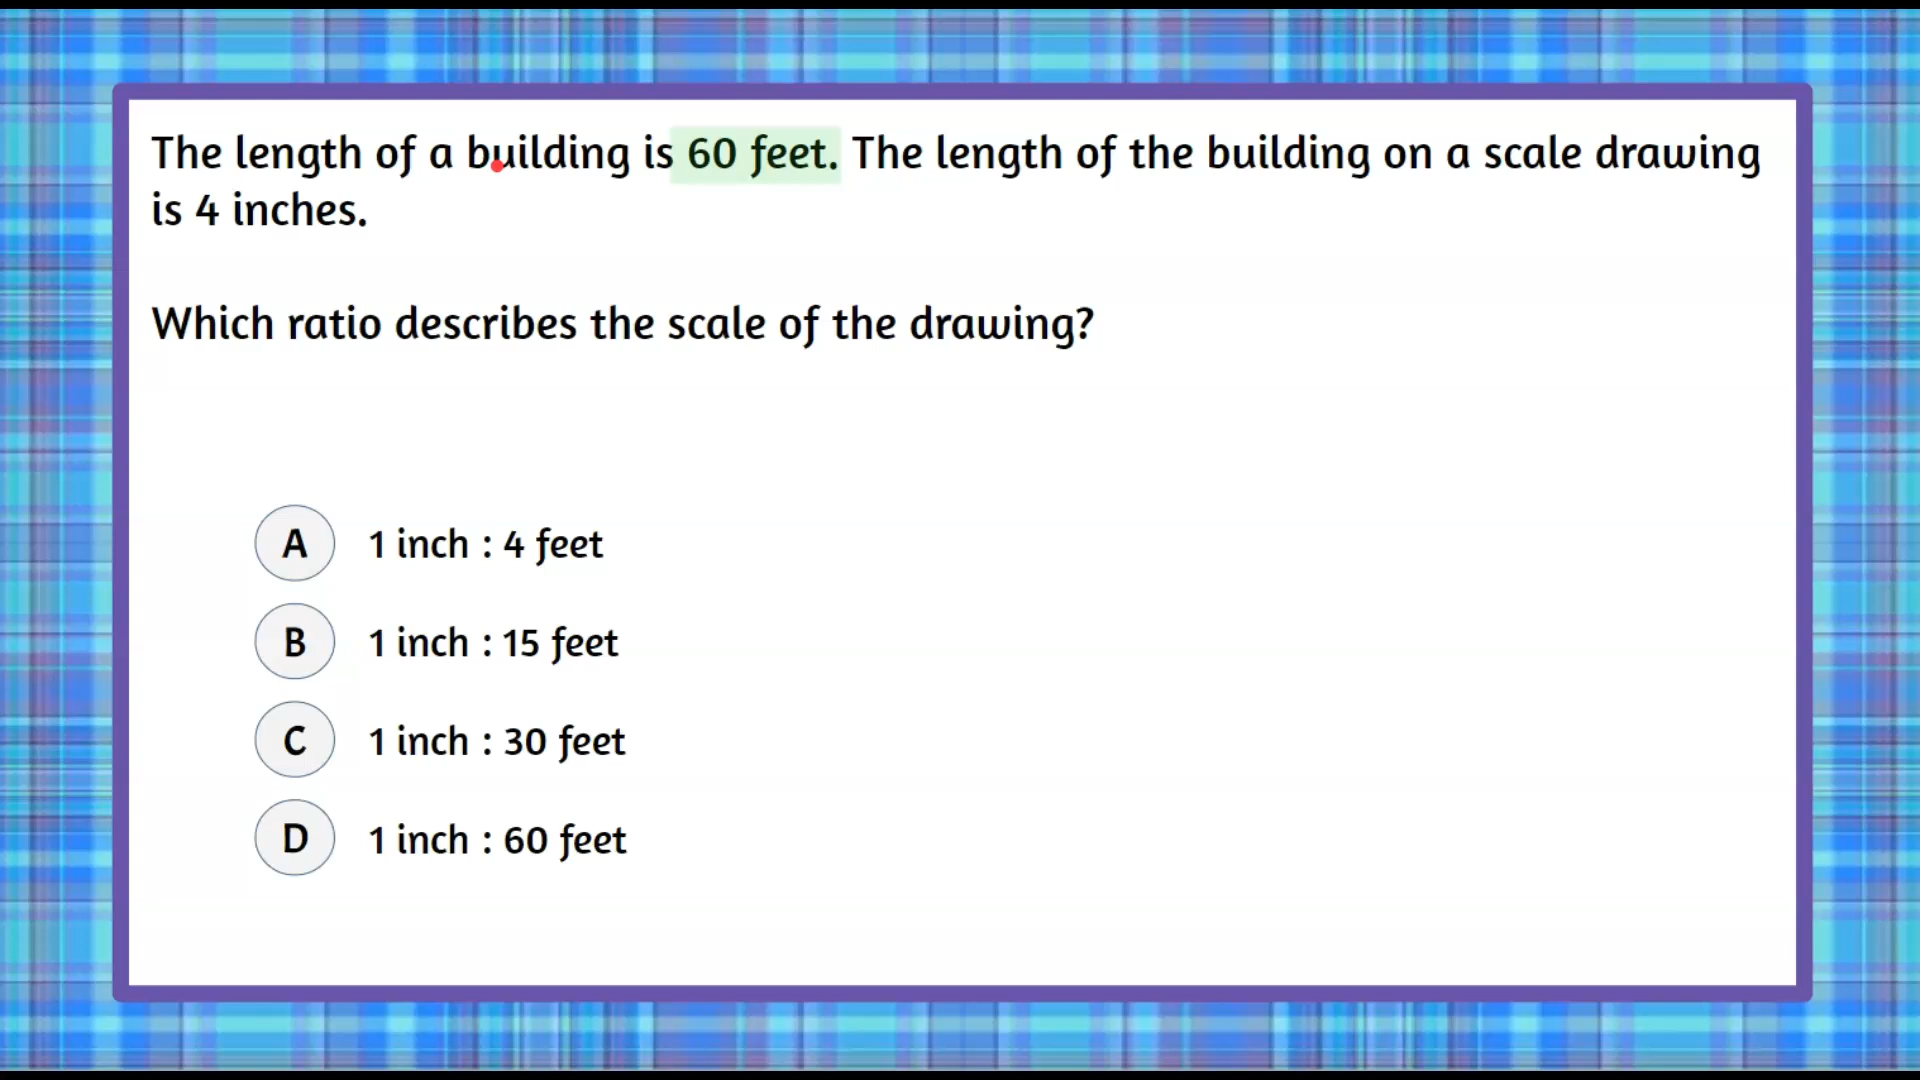 The length of a building is 60 feet. The length of the building on a scale drawing
is 4 inches.
Which ratio describes the scale of the drawing?
A 1 inch : 4 feet
B 1 inch : 15 feet
C 1 inch : 30 feet
D 1 inch : 60 feet